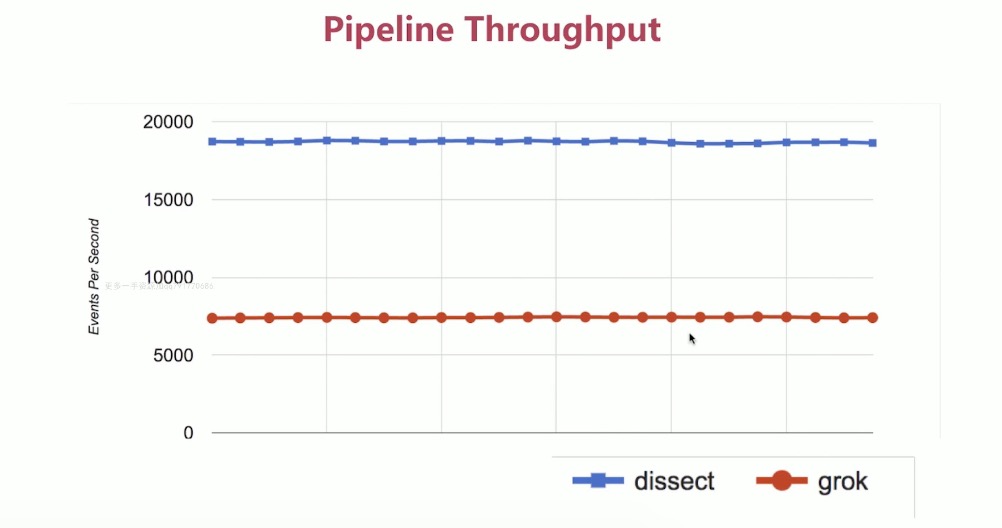 Pipeline Throughput
20000
15000
10000
5000
0
Events Per Second
dissect
grok